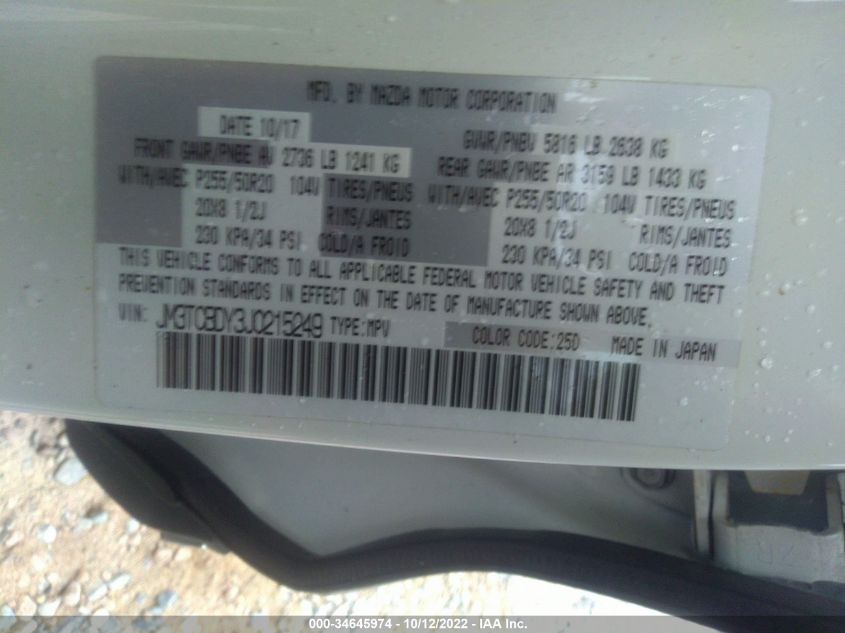 MFD. BY MAZDA MOTOR CORPORATION
DATE 10/17 GVWR/PNBV 5816 LB 2638 KG
FRONT GAWR/PNBE AV 2736 LB 1241 KG REAR GAWR/PNBE AR 3159 LB 1433 KG
WITH/AVEC P255/50R20 104V TIRES/PNEUS WITH/AVEC P255/50R20 104V TIRES/PNEUS
20X8 1/2J RIMS/JANTES 20X8 1/2J RIMS/JANTES
230 KPA/34 PSI COLD/A FROID 230 KPA/34 PSI COLD/A FROID
THIS VEHICLE CONFORMS TO ALL APPLICABLE FEDERAL MOTOR VEHICLE SAFETY AND THEFT
PREVENTION STANDARDS IN EFFECT ON THE DATE OF MANUFACTURE SHOWN ABOVE.
VIN: JM3TCBDY3J0215249 TYPE:MPV COLOR CODE:25D MADE IN JAPAN
000-34645974 - 10/12/2022 - IAA Inc.